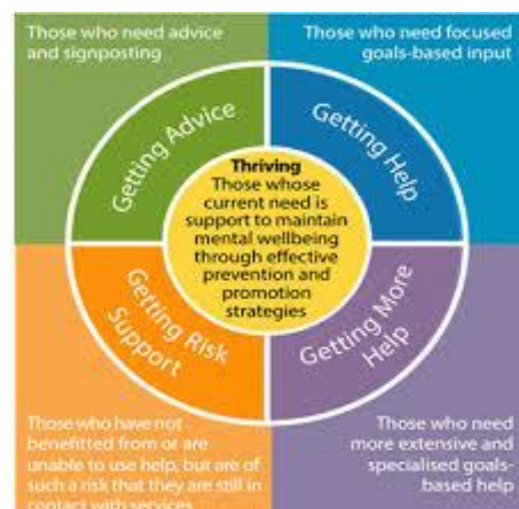 Those who need advice
and signposting
Those who need focused
goals-based input
Getting Advice
Getting Help
Thriving
Those whose
current need is
support to maintain
mental wellbeing
through effective
prevention and
promotion
strategies
Getting Risk
Support
Getting More
Help
Those who have not
benefitted from or are
unable to use help, but are of
such a risk that they are still in
contact with services
Those who need
more extensive and
specialised goals-
based help